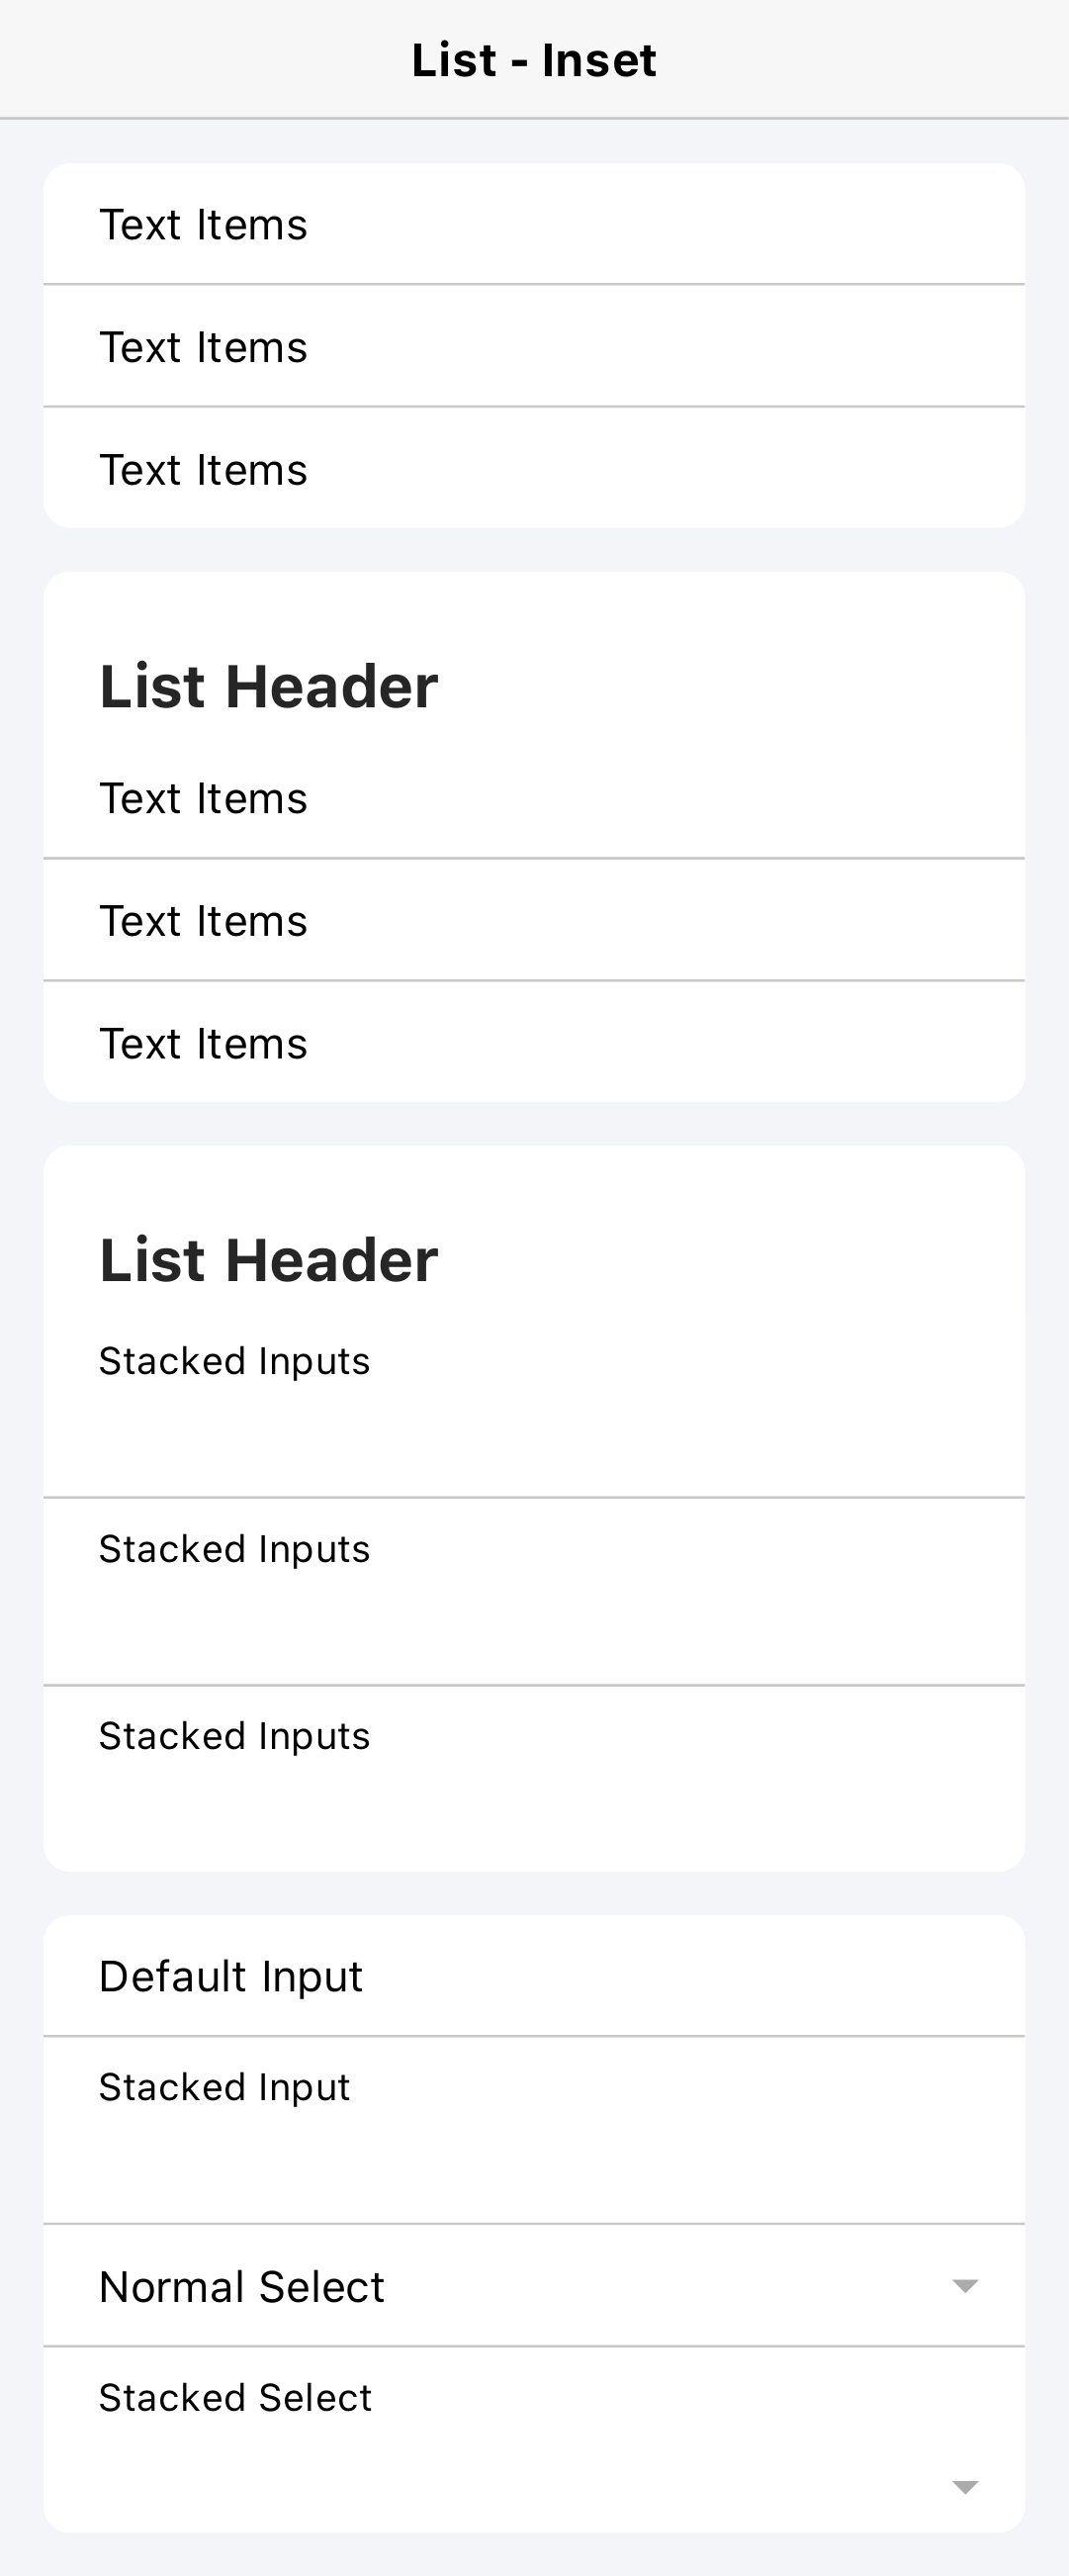 List - Inset
Text Items
Text Items
Text Items
List Header
Text Items
Text Items
Text Items
List Header
Stacked Inputs
Stacked Inputs
Stacked Inputs
Default Input
Stacked Input
Normal Select
Stacked Select